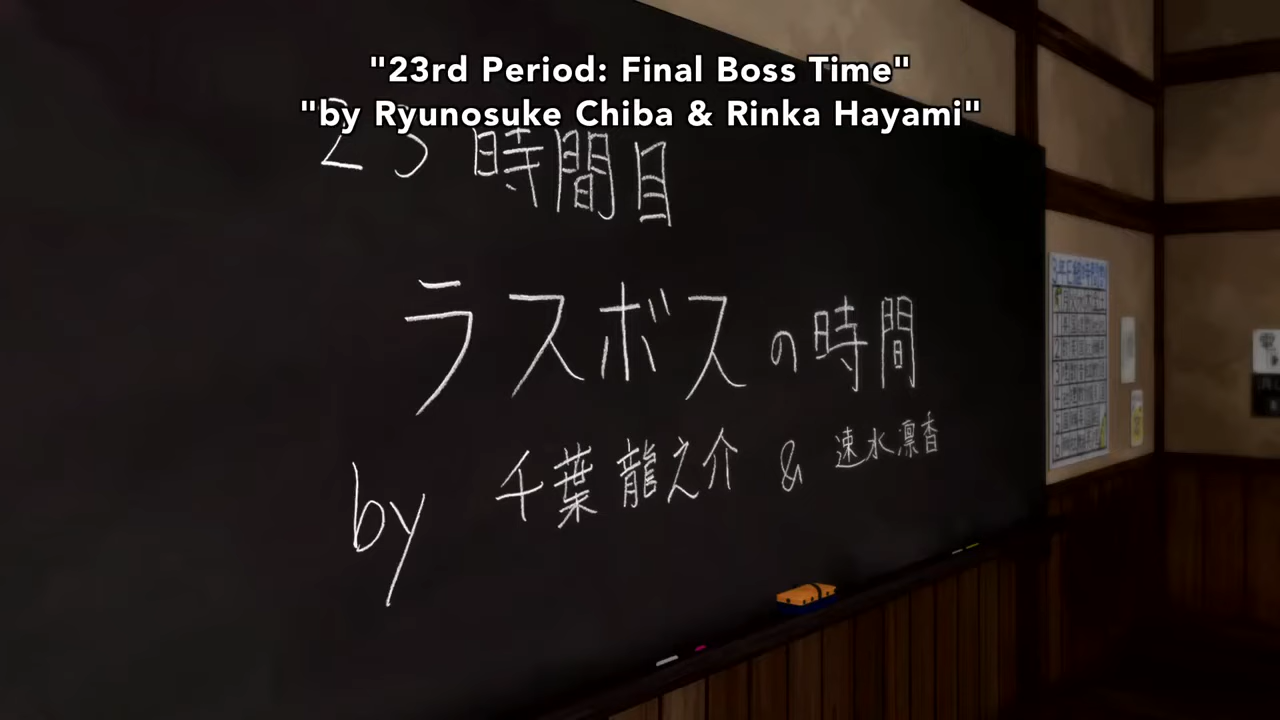 "23rd Period: Final Boss Time"
"by Ryunosuke Chiba & Rinka Hayami"
23 時間目
ラスボスの時間
by 千葉龍之介 & 速水凛香